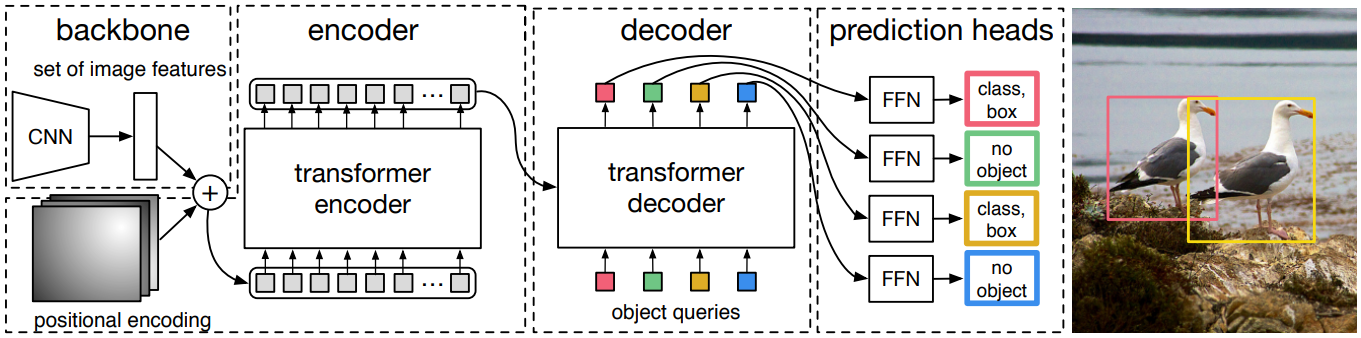 backbone
set of image features
CNN
+
positional encoding
encoder
...
transformer
encoder
...
decoder
transformer
decoder
object queries
prediction heads
FFN
class,
box
FFN
no
object
FFN
class,
box
FFN
no
object